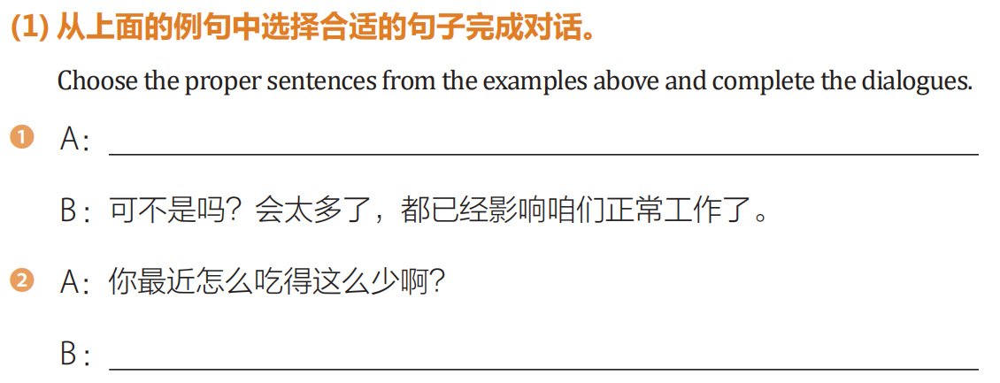 (1) 从上面的例句中选择合适的句子完成对话。
Choose the proper sentences from the examples above and complete the dialogues.
1 A：
B：可不是吗？会太多了，都已经影响咱们正常工作了。
2 A：你最近怎么吃得这么少啊？
B：